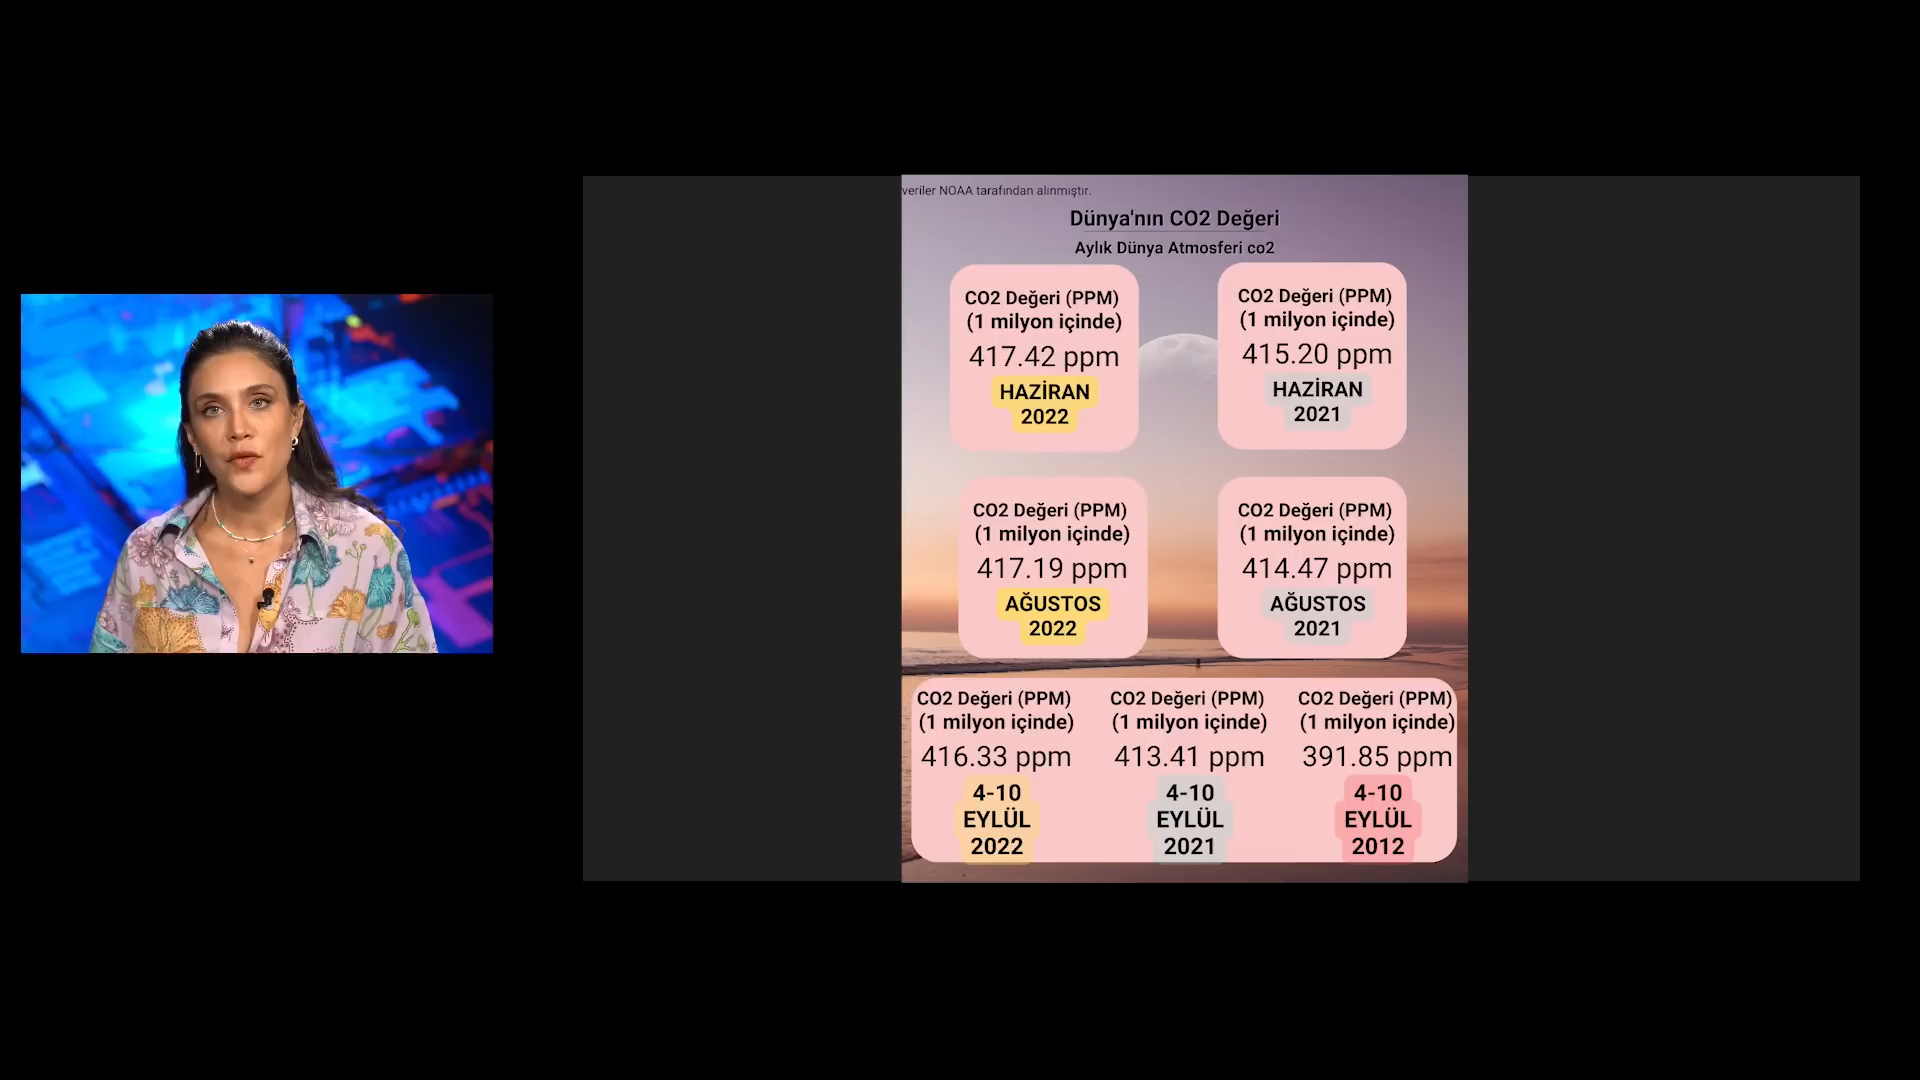 veriler NOAA tarafından alınmıştır.
Dünya'nın CO2 Değeri
Aylık Dünya Atmosferi co2
CO2 Değeri (PPM)
(1 milyon içinde)
417.42 ppm
HAZİRAN
2022
CO2 Değeri (PPM)
(1 milyon içinde)
415.20 ppm
HAZİRAN
2021
CO2 Değeri (PPM)
(1 milyon içinde)
417.19 ppm
AĞUSTOS
2022
CO2 Değeri (PPM)
(1 milyon içinde)
414.47 ppm
AĞUSTOS
2021
CO2 Değeri (PPM)
(1 milyon içinde)
416.33 ppm
4-10
EYLÜL
2022
CO2 Değeri (PPM)
(1 milyon içinde)
413.41 ppm
4-10
EYLÜL
2021
CO2 Değeri (PPM)
(1 milyon içinde)
391.85 ppm
4-10
EYLÜL
2012